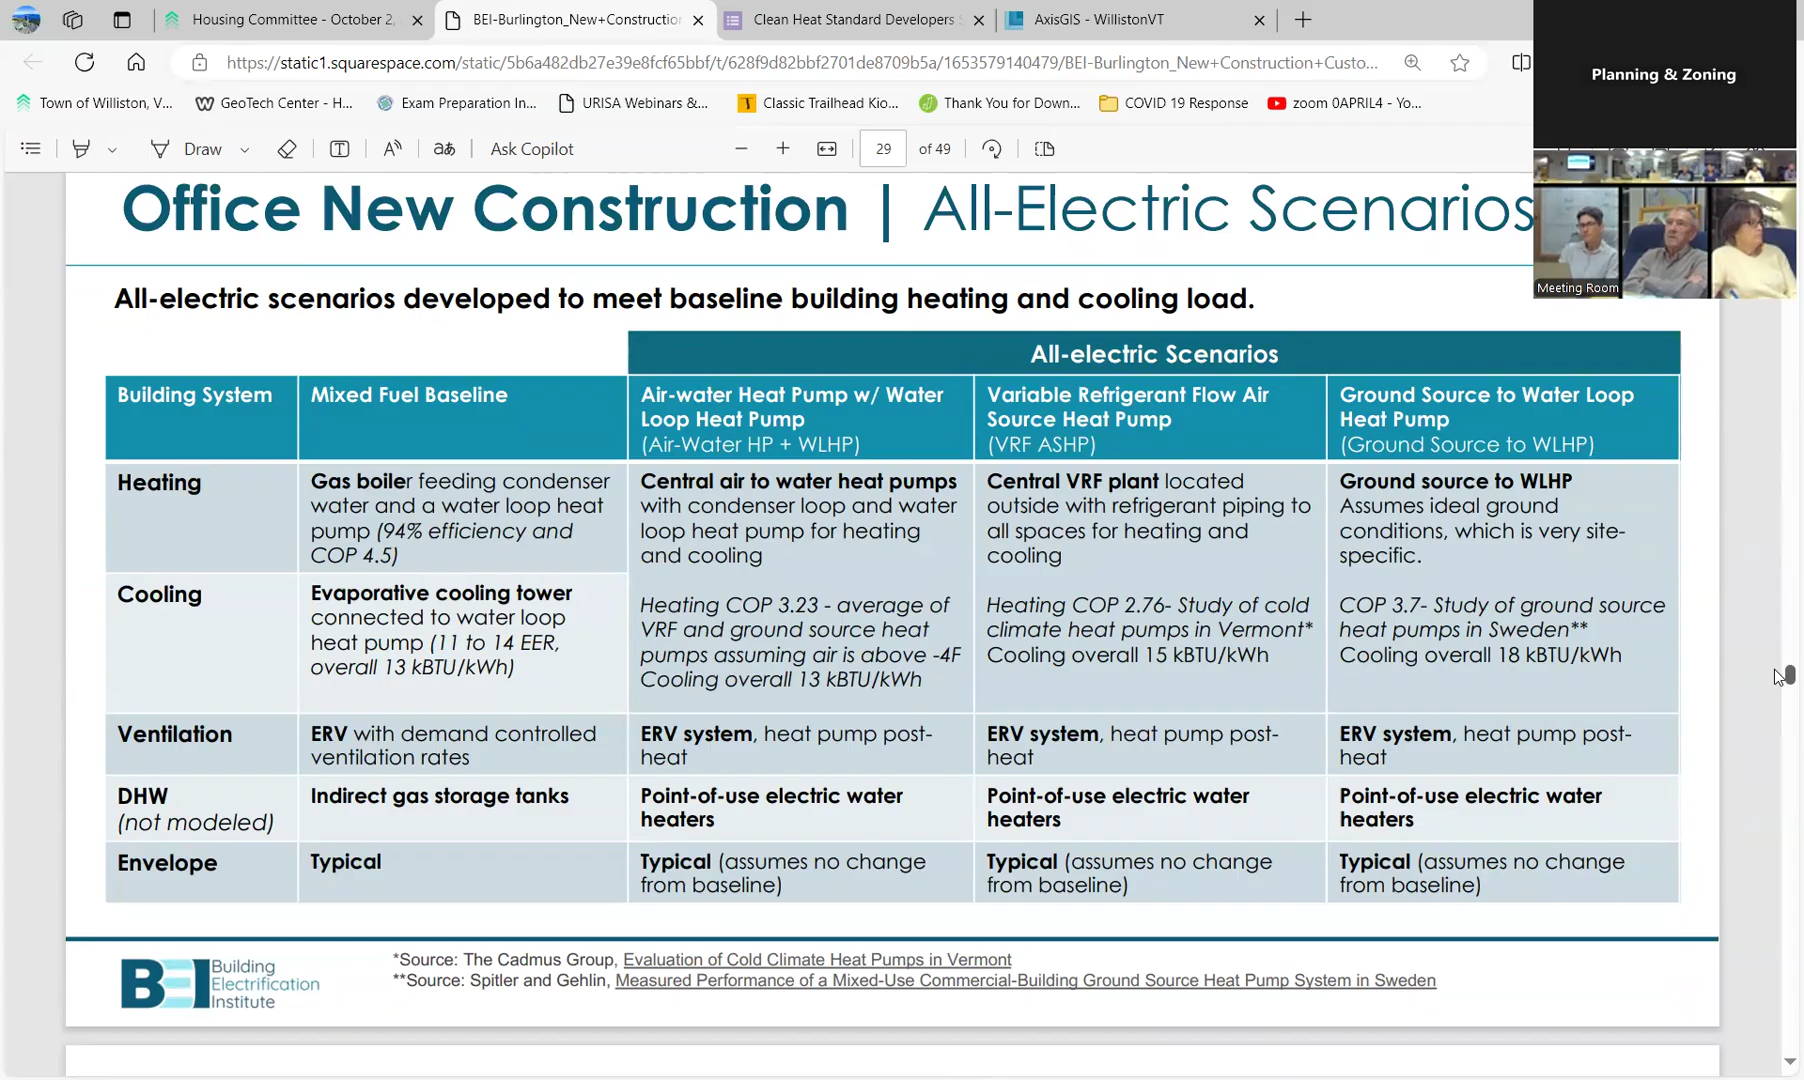 Housing Committee - October 2,
BEI-Burlington_New+Construction
Clean Heat Standard Developers S
AxisGIS - WillistonVT
https://static1.squarespace.com/static/5b6a482db27e39e8fcf65bbf/t/628f9d82bbf2701de8709b5a/1653579140479/BEI-Burlington_New+Construction+Custo...
Town of Williston, V...
GeoTech Center - H...
Exam Preparation In...
URISA Webinars &...
Classic Trailhead Kio...
Thank You for Down...
COVID 19 Response
zoom 0APRIL4 - Yo...
Draw
Ask Copilot
29
of 49
Planning & Zoning
Meeting Room
Office New Construction | All-Electric Scenarios
All-electric scenarios developed to meet baseline building heating and cooling load.
All-electric Scenarios
Building System
Mixed Fuel Baseline
Air-water Heat Pump w/ Water
Loop Heat Pump
(Air-Water HP + WLHP)
Variable Refrigerant Flow Air
Source Heat Pump
(VRF ASHP)
Ground Source to Water Loop
Heat Pump
(Ground Source to WLHP)
Heating
Gas boiler feeding condenser
water and a water loop heat
pump (94% efficiency and
COP 4.5)
Central air to water heat pumps
with condenser loop and water
loop heat pump for heating
and cooling
Heating COP 3.23 - average of
VRF and ground source heat
pumps assuming air is above -4F
Cooling overall 13 kBTU/kWh
Central VRF plant located
outside with refrigerant piping to
all spaces for heating and
cooling
Heating COP 2.76- Study of cold
climate heat pumps in Vermont*
Cooling overall 15 kBTU/kWh
Ground source to WLHP
Assumes ideal ground
conditions, which is very site-
specific.
COP 3.7- Study of ground source
heat pumps in Sweden**
Cooling overall 18 kBTU/kWh
Cooling
Evaporative cooling tower
connected to water loop
heat pump (11 to 14 EER,
overall 13 kBTU/kWh)
Ventilation
ERV with demand controlled
ventilation rates
ERV system, heat pump post-
heat
ERV system, heat pump post-
heat
ERV system, heat pump post-
heat
DHW
(not modeled)
Indirect gas storage tanks
Point-of-use electric water
heaters
Point-of-use electric water
heaters
Point-of-use electric water
heaters
Envelope
Typical
Typical (assumes no change
from baseline)
Typical (assumes no change
from baseline)
Typical (assumes no change
from baseline)
BEI
Building
Electrification
Institute
*Source: The Cadmus Group, Evaluation of Cold Climate Heat Pumps in Vermont
**Source: Spitler and Gehlin, Measured Performance of a Mixed-Use Commercial-Building Ground Source Heat Pump System in Sweden